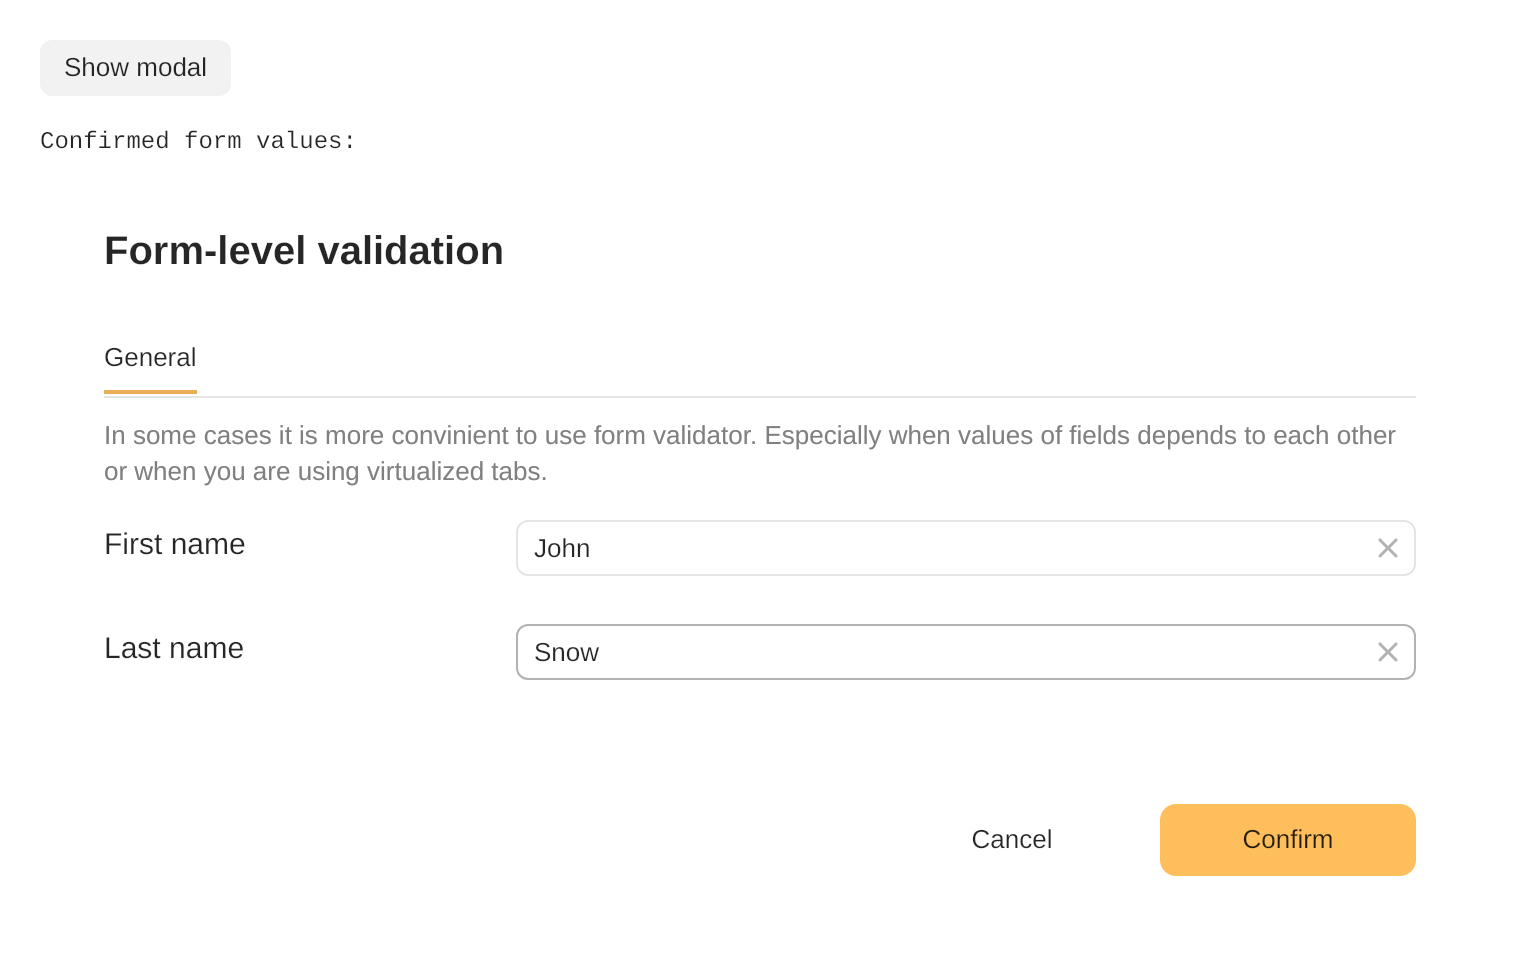 Show modal
Confirmed form values:
Form-level validation
General
In some cases it is more convinient to use form validator. Especially when values of fields depends to each other
or when you are using virtualized tabs.
First name
John
Last name
Snow
Cancel
Confirm